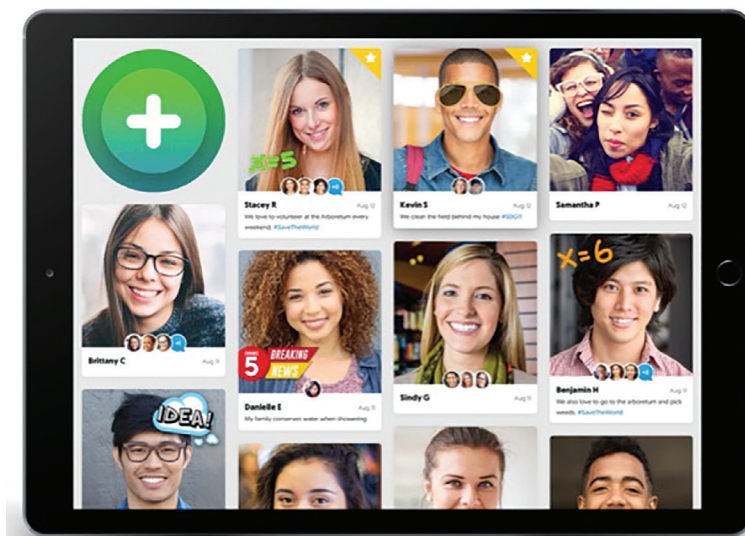 X=5
+6
Stacey R Aug 12
We love to volunteer at the Arboretum every
weekend. #SaveTheWorld
Kevin S Aug 12
We clean the field behind my house #SDGI11
Samantha P Aug 12
Brittany C Aug 11
CHANNEL
5
BREAKING
NEWS
Danielle E Aug 11
My family conserves water when showering.
Sindy G Aug 11
X=6
Benjamin H Aug 11
We also love to go to the arboretum and pick
weeds. #SaveTheWorld
IDEA!